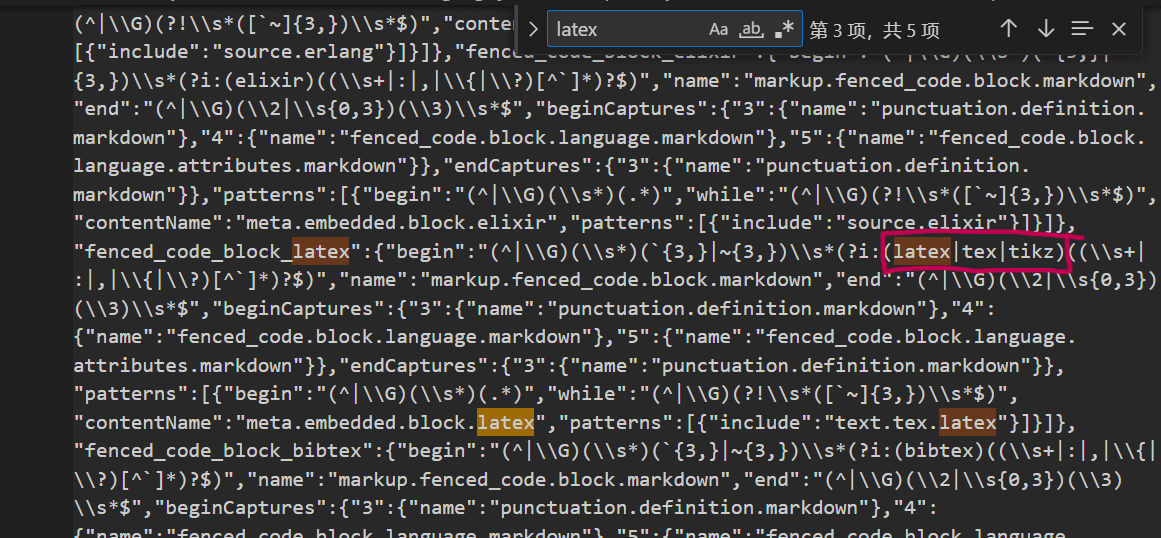 (^|\\G)(?!\\s*([`~]{3,})\\s*$)","conte
latex Aa ab .* 第 3 项，共 5 项
[{"include":"source.erlang"}]}]},"fenced_code_block_elixir":{"begin":"(^|\\G)(\\s*)(`{3,}|~
{3,})\\s*(?i:(elixir)((\\s+|:|,|\\{|\\?)[^`]*)?$)","name":"markup.fenced_code.block.markdown",
"end":"(^|\\G)(\\2|\\s{0,3})(\\3)\\s*$","beginCaptures":{"3":{"name":"punctuation.definition.
markdown"},"4":{"name":"fenced_code.block.language.markdown"},"5":{"name":"fenced_code.block.
language.attributes.markdown"}},"endCaptures":{"3":{"name":"punctuation.definition.
markdown"}},"patterns":[{"begin":"(^|\\G)(\\s*)(.*)","while":"(^|\\G)(?!\\s*([`~]{3,})\\s*$)",
"contentName":"meta.embedded.block.elixir","patterns":[{"include":"source.elixir"}]}]},
"fenced_code_block_latex":{"begin":"(^|\\G)(\\s*)(`{3,}|~{3,})\\s*(?i:(latex|tex|tikz)((\\s+|
:|,|\\{|\\?)[^`]*)?$)","name":"markup.fenced_code.block.markdown","end":"(^|\\G)(\\2|\\s{0,3})
(\\3)\\s*$","beginCaptures":{"3":{"name":"punctuation.definition.markdown"},"4":
{"name":"fenced_code.block.language.markdown"},"5":{"name":"fenced_code.block.language.
attributes.markdown"}},"endCaptures":{"3":{"name":"punctuation.definition.markdown"}},
"patterns":[{"begin":"(^|\\G)(\\s*)(.*)","while":"(^|\\G)(?!\\s*([`~]{3,})\\s*$)",
"contentName":"meta.embedded.block.latex","patterns":[{"include":"text.tex.latex"}]}]},
"fenced_code_block_bibtex":{"begin":"(^|\\G)(\\s*)(`{3,}|~{3,})\\s*(?i:(bibtex)((\\s+|:|,|\\{|
\\?)[^`]*)?$)","name":"markup.fenced_code.block.markdown","end":"(^|\\G)(\\2|\\s{0,3})(\\3)
\\s*$","beginCaptures":{"3":{"name":"punctuation.definition.markdown"},"4":
{"name":"fenced_code.block.language.markdown"},"5":{"name":"fenced_code.block.language.